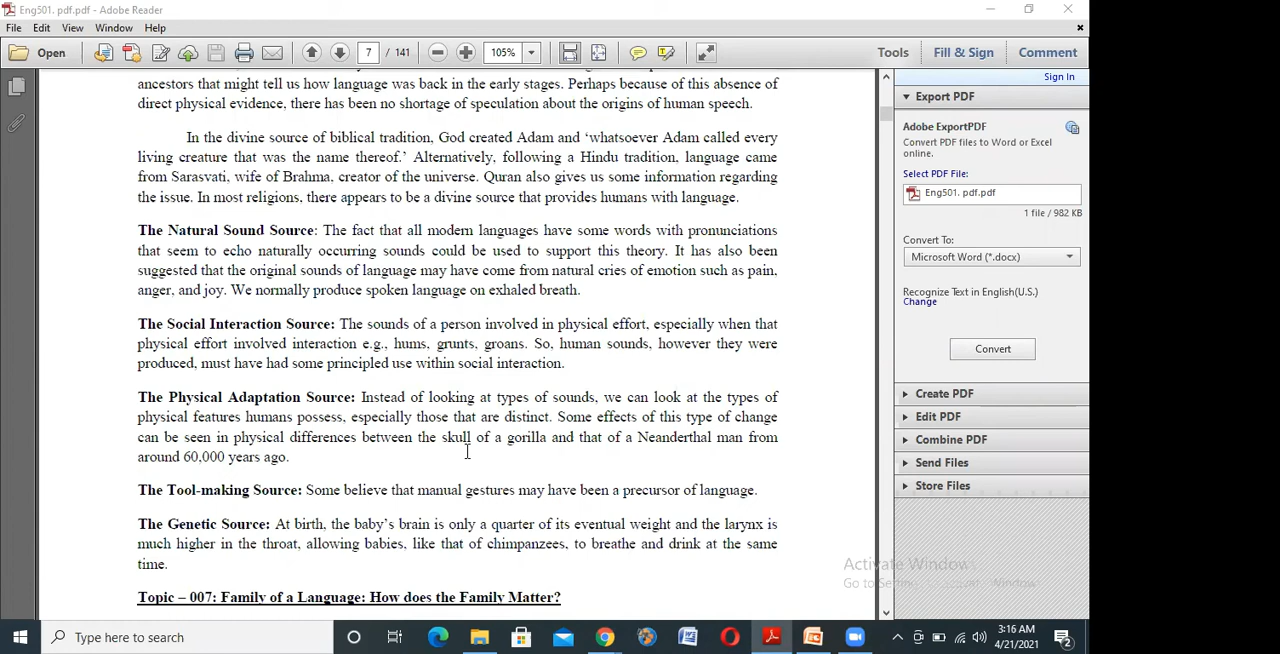 Eng501. pdf.pdf - Adobe Reader
File Edit View Window Help
Open 7 / 141 105% Tools Fill & Sign Comment
Sign In
ancestors that might tell us how language was back in the early stages. Perhaps because of this absence of
direct physical evidence, there has been no shortage of speculation about the origins of human speech.
In the divine source of biblical tradition, God created Adam and ‘whatsoever Adam called every
living creature that was the name thereof.’ Alternatively, following a Hindu tradition, language came
from Sarasvati, wife of Brahma, creator of the universe. Quran also gives us some information regarding
the issue. In most religions, there appears to be a divine source that provides humans with language.
The Natural Sound Source: The fact that all modern languages have some words with pronunciations
that seem to echo naturally occurring sounds could be used to support this theory. It has also been
suggested that the original sounds of language may have come from natural cries of emotion such as pain,
anger, and joy. We normally produce spoken language on exhaled breath.
The Social Interaction Source: The sounds of a person involved in physical effort, especially when that
physical effort involved interaction e.g., hums, grunts, groans. So, human sounds, however they were
produced, must have had some principled use within social interaction.
The Physical Adaptation Source: Instead of looking at types of sounds, we can look at the types of
physical features humans possess, especially those that are distinct. Some effects of this type of change
can be seen in physical differences between the skull of a gorilla and that of a Neanderthal man from
around 60,000 years ago.
The Tool-making Source: Some believe that manual gestures may have been a precursor of language.
The Genetic Source: At birth, the baby’s brain is only a quarter of its eventual weight and the larynx is
much higher in the throat, allowing babies, like that of chimpanzees, to breathe and drink at the same
time.
Topic – 007: Family of a Language: How does the Family Matter?
Export PDF
Adobe ExportPDF
Convert PDF files to Word or Excel
online.
Select PDF File:
Eng501. pdf.pdf
1 file / 982 KB
Convert To:
Microsoft Word (*.docx)
Recognize Text in English(U.S.)
Change
Convert
Create PDF
Edit PDF
Combine PDF
Send Files
Store Files
Activate Windows
Go to
Type here to search
3:16 AM
4/21/2021
2